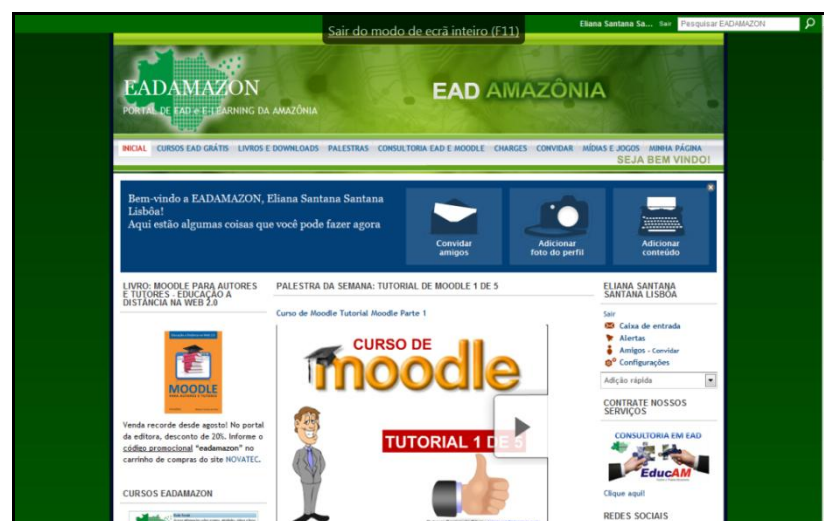 Eliana Santana Sa... Sair Pesquisar EADAMAZON
Sair do modo de ecrã inteiro (F11)
EADAMAZON
PORTAL DE EAD e E-LEARNING DA AMAZÔNIA
EAD AMAZÔNIA
INICIAL CURSOS EAD GRÁTIS LIVROS E DOWNLOADS PALESTRAS CONSULTORIA EAD E MOODLE CHARGES CONVIDAR MÍDIAS E JOGOS MINHA PÁGINA
SEJA BEM VINDO!
Bem-vindo a EADAMAZON, Eliana Santana Santana
Lisbôa!
Aqui estão algumas coisas que você pode fazer agora
Convidar
amigos
Adicionar
foto do perfil
Adicionar
conteúdo
LIVRO: MOODLE PARA AUTORES
E TUTORES - EDUCAÇÃO A
DISTÂNCIA NA WEB 2.0
MOODLE
PARA AUTORES E TUTORES
Venda recorde desde agosto! No portal
da editora, desconto de 20%. Informe o
código promocional "eadamazon" no
carrinho de compras do site NOVATEC.
CURSOS EADAMAZON
PALESTRA DA SEMANA: TUTORIAL DE MOODLE 1 DE 5
Curso de Moodle Tutorial Moodle Parte 1
CURSO DE
moodle
TUTORIAL 1 DE 5
ELIANA SANTANA
SANTANA LISBÔA
Sair
Caixa de entrada
Alertas
Amigos - Convidar
Configurações
Adição rápida
CONTRATE NOSSOS
SERVIÇOS
CONSULTORIA EM EAD
EducAM
Clique aqui!
REDES SOCIAIS